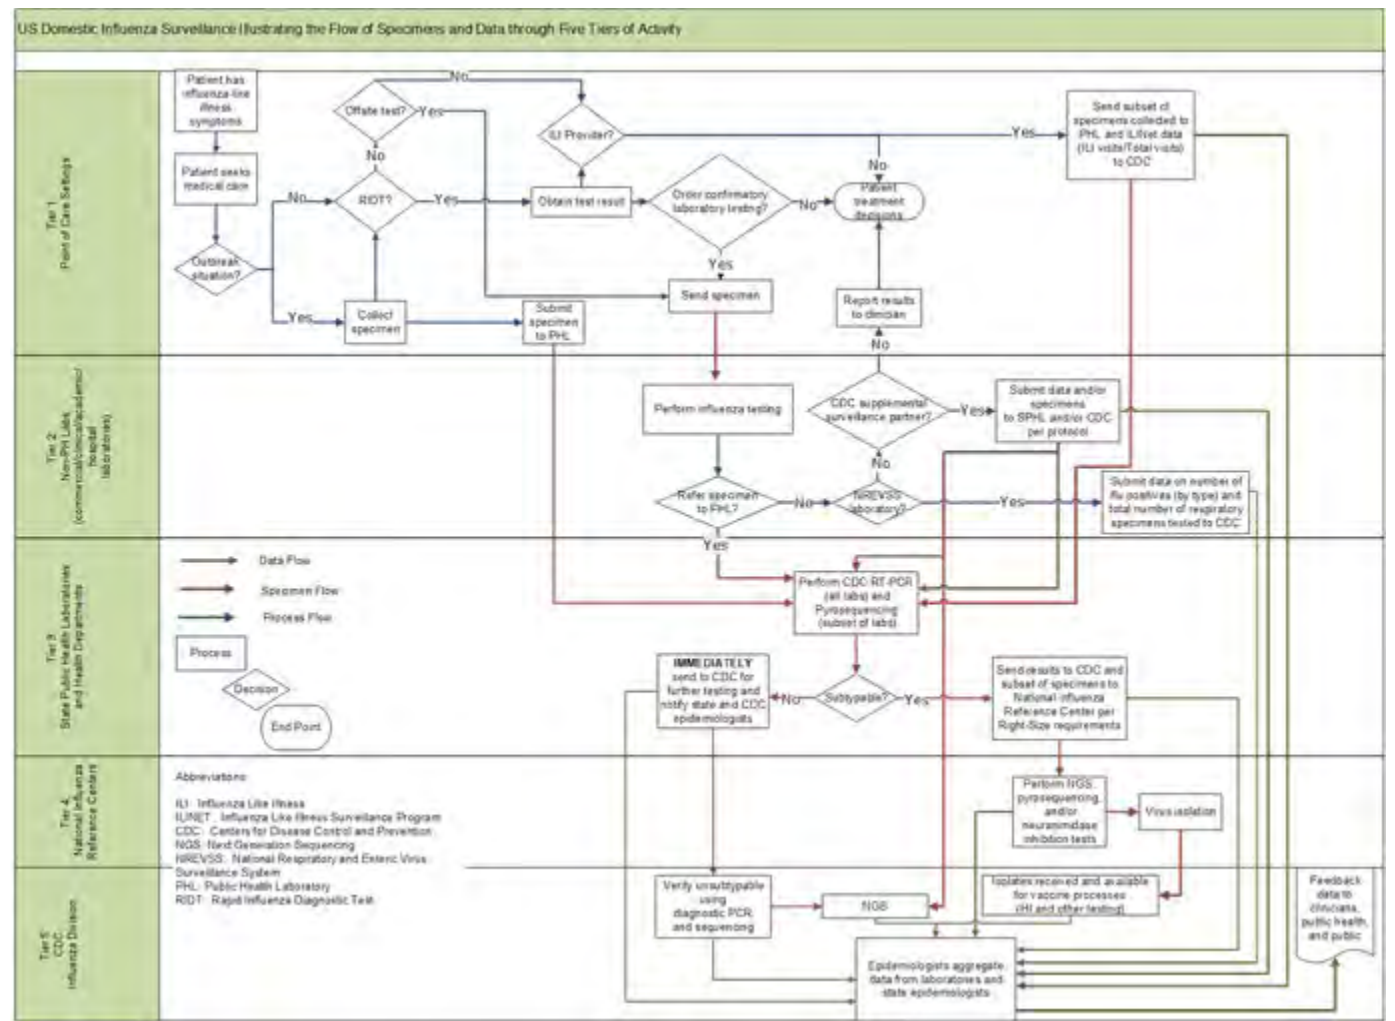 US Domestic Influenza Surveillance Illustrating the Flow of Specimens and Data through Five Tiers of Activity
Tier 1
Point of Care Settings
Patient has
influenza-like
illness
symptoms
Patient seeks
medical care
Outbreak
situation?
No
Yes
Offsite test?
No
Yes
No
RIDT?
Yes
Collect
specimen
Submit
specimen
to PHL
ILI Provider?
Obtain test result
Order confirmatory
laboratory testing?
No
Yes
Send specimen
No
Patient
treatment
decisions
Report results
to clinician
No
Yes
Send subset of
specimens collected to
PHL and ILINet data
(ILI visits/Total visits)
to CDC
Tier 2
Non-PH Labs
(commercial/clinical/academic/
hospital
laboratories)
Perform influenza testing
Refer specimen
to PHL?
No
Yes
CDC supplemental
surveillance partner?
Yes
No
NREVSS
laboratory?
Yes
Submit data and/or
specimens
to SPHL and/or CDC
per protocol
Submit data on number of
flu positives (by type) and
total number of respiratory
specimens tested to CDC
Tier 3
State Public Health Laboratories
and Health Departments
Data Flow
Specimen Flow
Process Flow
Process
Decision
End Point
Perform CDC RT-PCR
(all labs) and
Pyrosequencing
(subset of labs)
IMMEDIATELY
send to CDC for
further testing and
notify state and CDC
epidemiologists
No
Subtypable?
Yes
Send results to CDC and
subset of specimens to
National Influenza
Reference Center per
Right-Size requirements
Tier 4
National Influenza
Reference Centers
Abbreviations
ILI: Influenza Like Illness
ILINET: Influenza Like Illness Surveillance Program
CDC: Centers for Disease Control and Prevention
NGS: Next Generation Sequencing
NREVSS: National Respiratory and Enteric Virus
Surveillance System
PHL: Public Health Laboratory
RIDT: Rapid Influenza Diagnostic Test
Perform NGS,
pyrosequencing,
and/or
neuraminidase
inhibition tests
Virus isolation
Tier 5
CDC
Influenza Division
Verify unsubtypable
using
diagnostic PCR
and sequencing
NGS
Isolates received and available
for vaccine processes
(HI and other testing)
Epidemiologists aggregate
data from laboratories and
state epidemiologists
Feedback
data to
clinicians,
public health,
and public